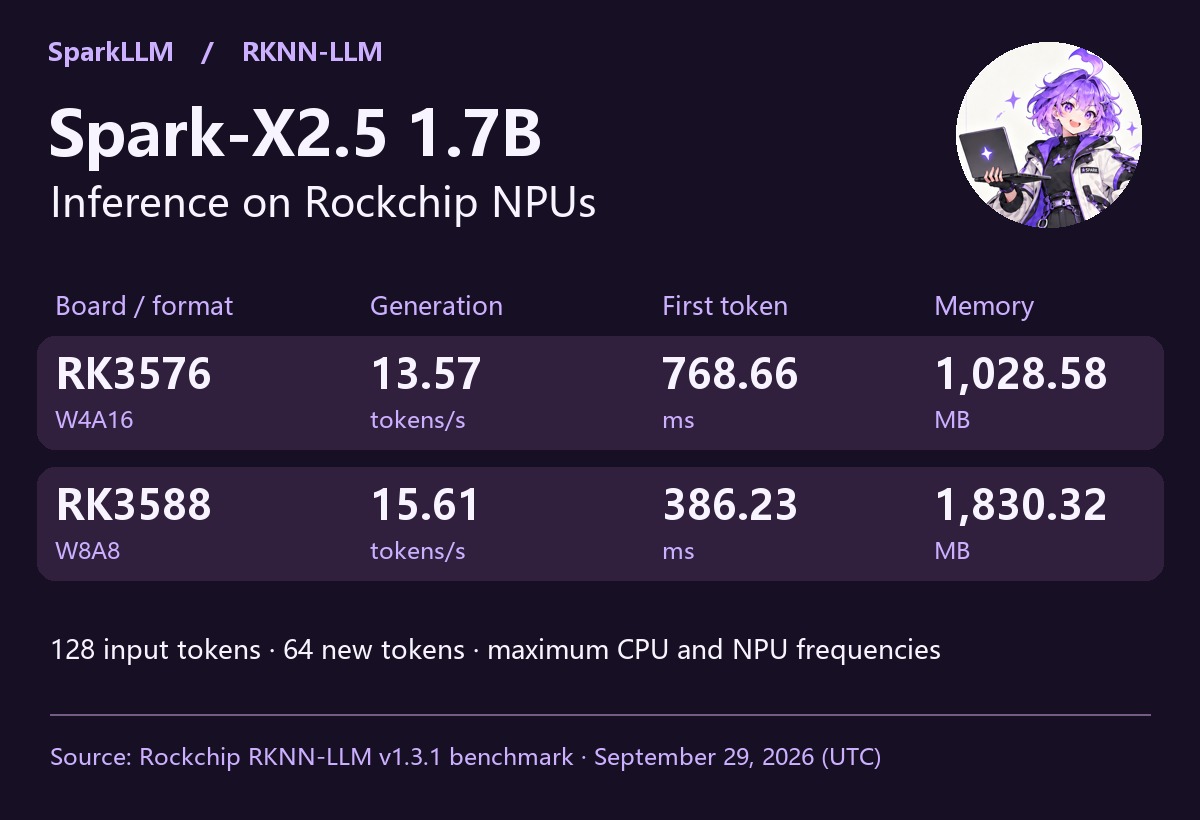 SparkLLM / RKNN-LLM
Spark-X2.5 1.7B
Inference on Rockchip NPUs
Board / format Generation First token Memory
RK3576 13.57 768.66 1,028.58
W4A16 tokens/s ms MB
RK3588 15.61 386.23 1,830.32
W8A8 tokens/s ms MB
128 input tokens · 64 new tokens · maximum CPU and NPU frequencies
Source: Rockchip RKNN-LLM v1.3.1 benchmark · September 29, 2026 (UTC)